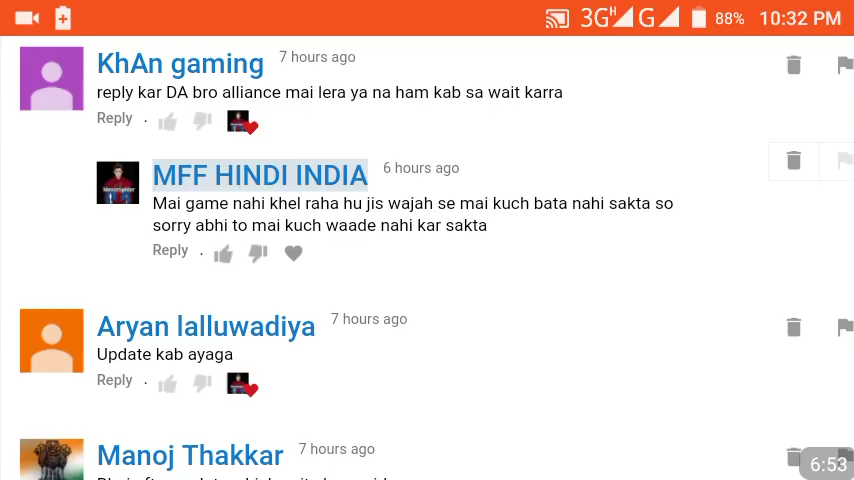 3G H G 88% 10:32 PM
KhAn gaming 7 hours ago
reply kar DA bro alliance mai lera ya na ham kab sa wait karra
Reply .
MFF HINDI INDIA 6 hours ago
Mai game nahi khel raha hu jis wajah se mai kuch bata nahi sakta so
sorry abhi to mai kuch waade nahi kar sakta
Reply .
Aryan lalluwadiya 7 hours ago
Update kab ayaga
Reply .
Manoj Thakkar 7 hours ago
6:53